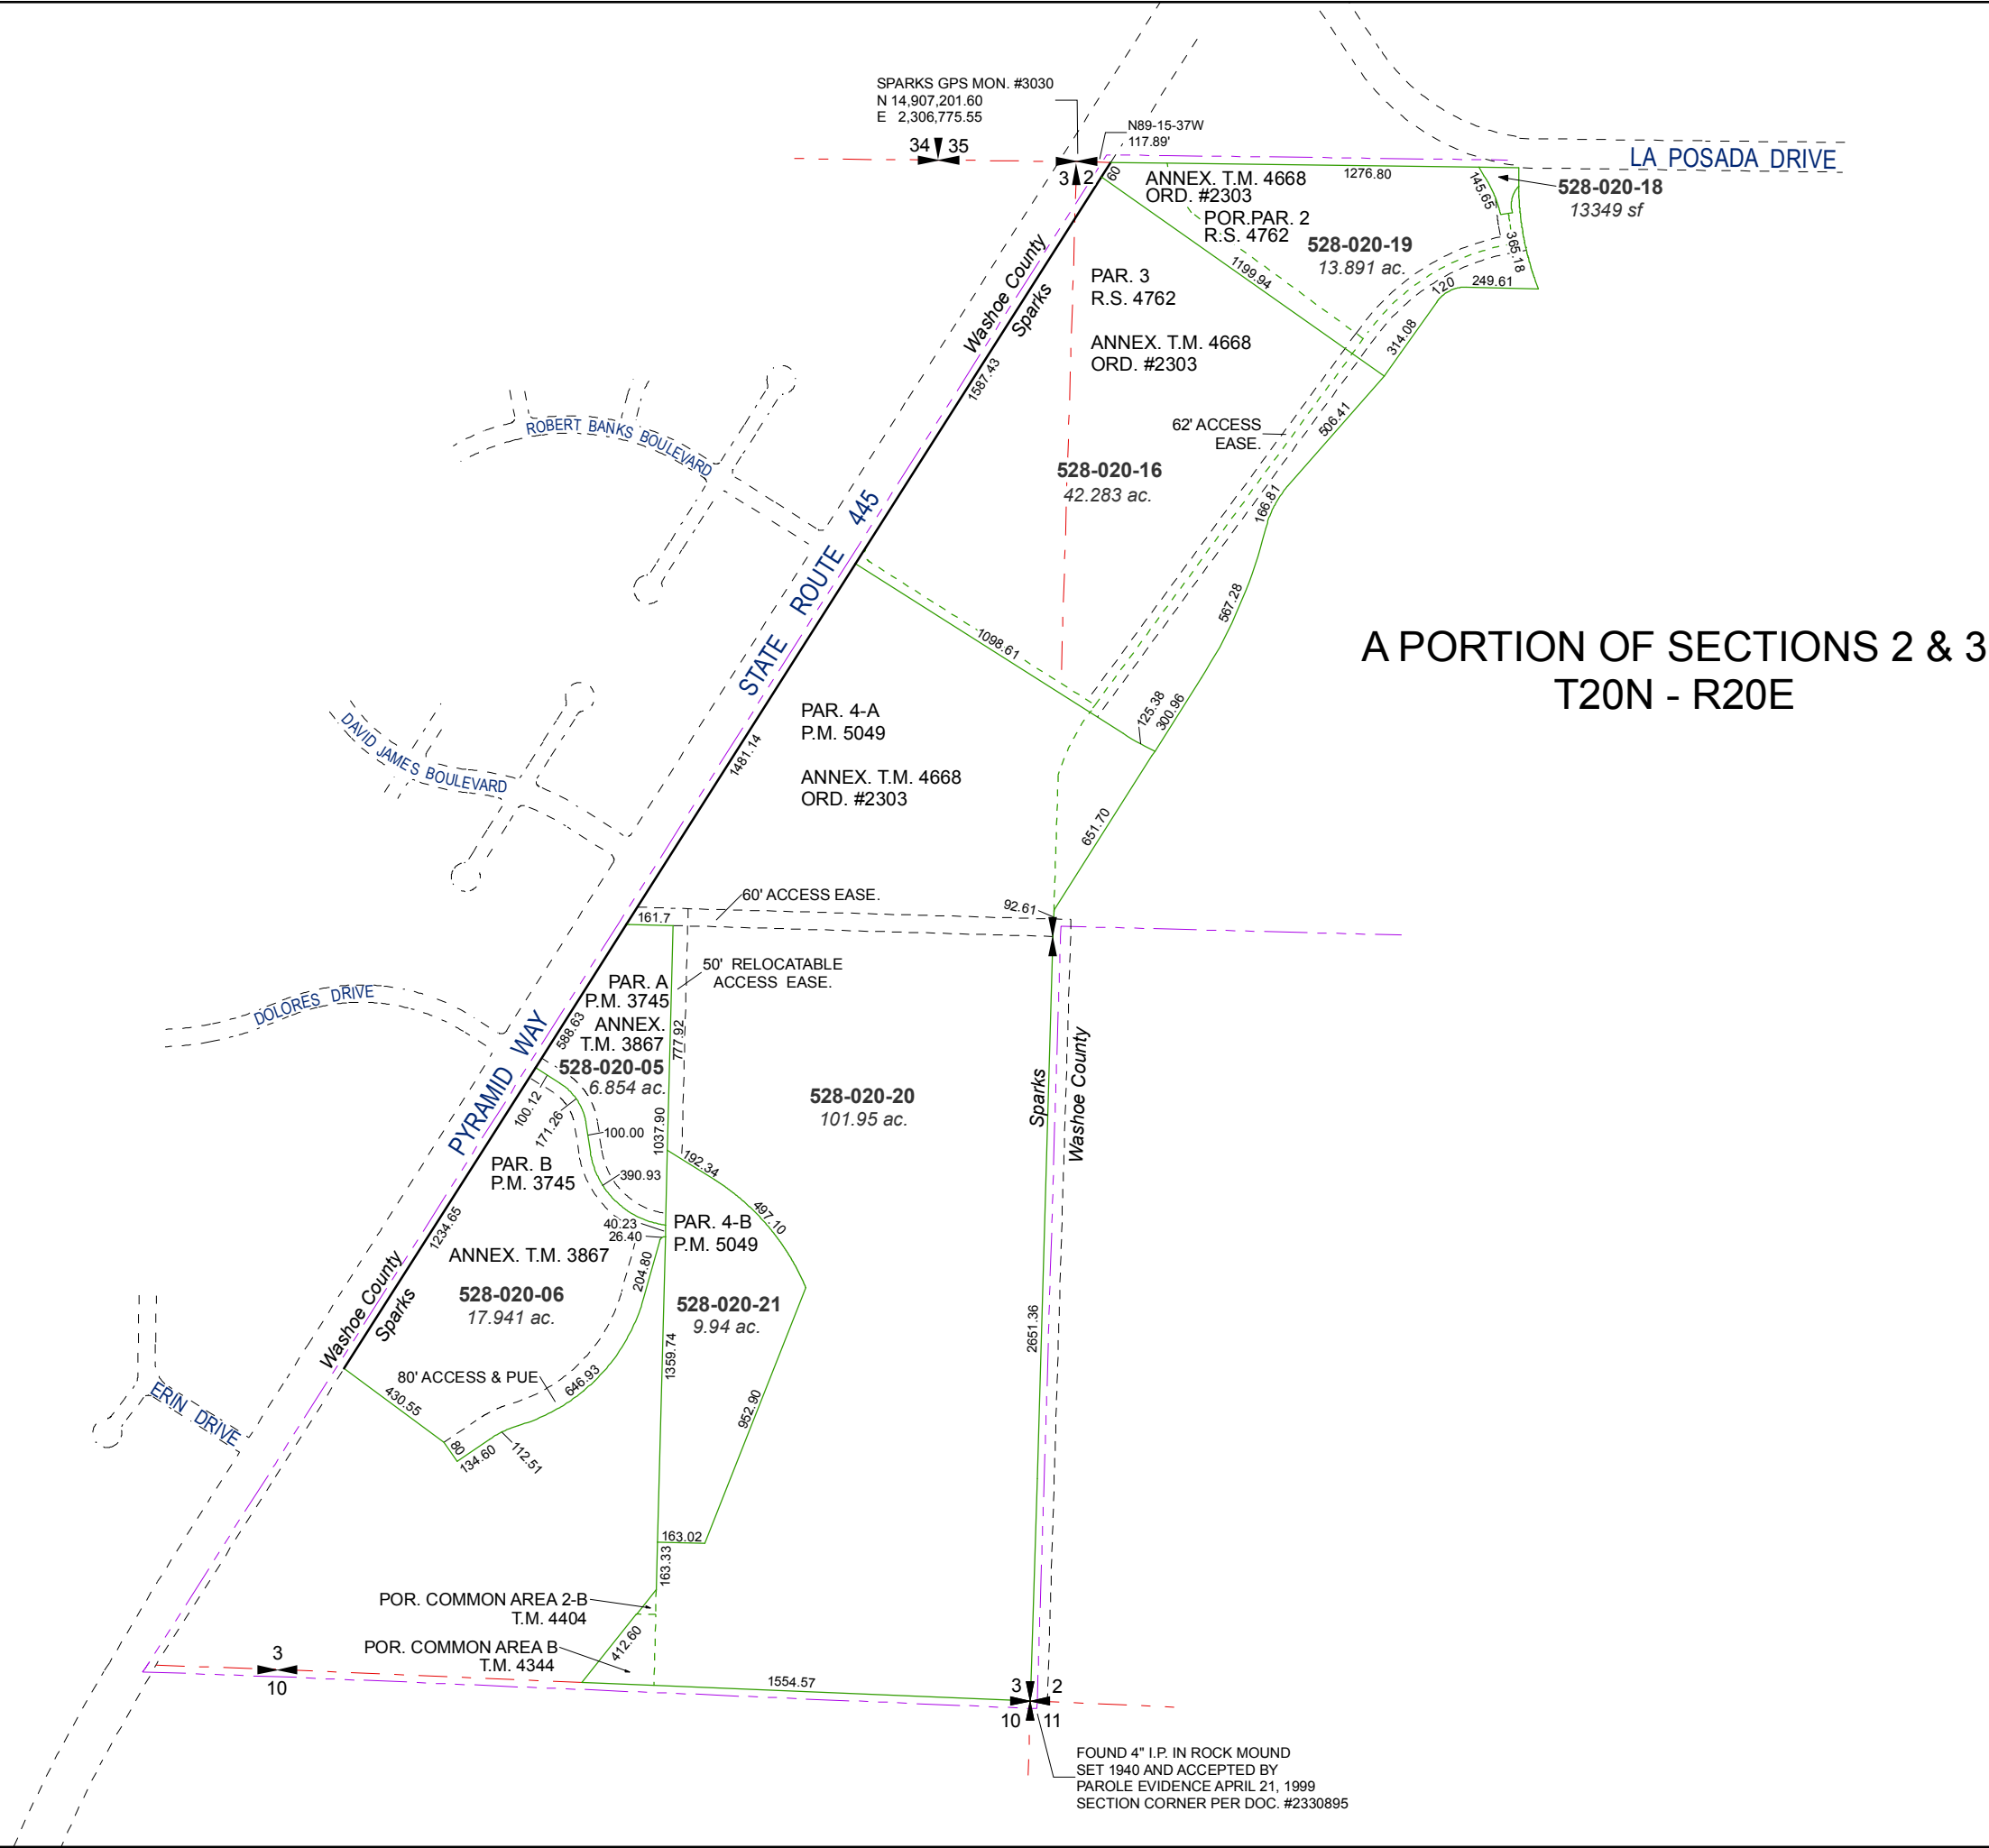 SPARKS GPS MON. #3030
N 14,907,201.60
E 2,306,775.55
34 35
3 2
N89-15-37W
117.89'
60
LA POSADA DRIVE
ANNEX. T.M. 4668
ORD. #2303
1276.80
145.65
528-020-18
13349 sf
POR.PAR. 2
R.S. 4762
528-020-19
13.891 ac.
365.18
1199.94
120
249.61
314.08
Washoe County
Sparks
PAR. 3
R.S. 4762
ANNEX. T.M. 4668
ORD. #2303
1587.43
506.41
62' ACCESS
EASE.
528-020-16
42.283 ac.
166.81
ROBERT BANKS BOULEVARD
STATE ROUTE 445
567.28
1098.61
A PORTION OF SECTIONS 2 & 3
T20N - R20E
125.38
300.96
PAR. 4-A
P.M. 5049
ANNEX. T.M. 4668
ORD. #2303
1481.14
DAVID JAMES BOULEVARD
651.70
60' ACCESS EASE.
92.61
161.7
50' RELOCATABLE
ACCESS EASE.
PAR. A
P.M. 3745
ANNEX.
T.M. 3867
528-020-05
6.854 ac.
588.63
777.92
DOLORES DRIVE
PYRAMID WAY
528-020-20
101.95 ac.
Sparks
Washoe County
100.12
171.26
100.00
1037.90
390.93
192.34
497.10
PAR. B
P.M. 3745
40.23
26.40
PAR. 4-B
P.M. 5049
1234.65
ANNEX. T.M. 3867
204.80
528-020-06
17.941 ac.
528-020-21
9.94 ac.
Washoe County
Sparks
2651.36
1359.74
80' ACCESS & PUE
646.93
430.55
952.90
80
134.60
112.51
ERIN DRIVE
163.02
163.33
POR. COMMON AREA 2-B
T.M. 4404
412.60
POR. COMMON AREA B
T.M. 4344
3
10
1554.57
3 2
10 11
FOUND 4" I.P. IN ROCK MOUND
SET 1940 AND ACCEPTED BY
PAROLE EVIDENCE APRIL 21, 1999
SECTION CORNER PER DOC. #2330895